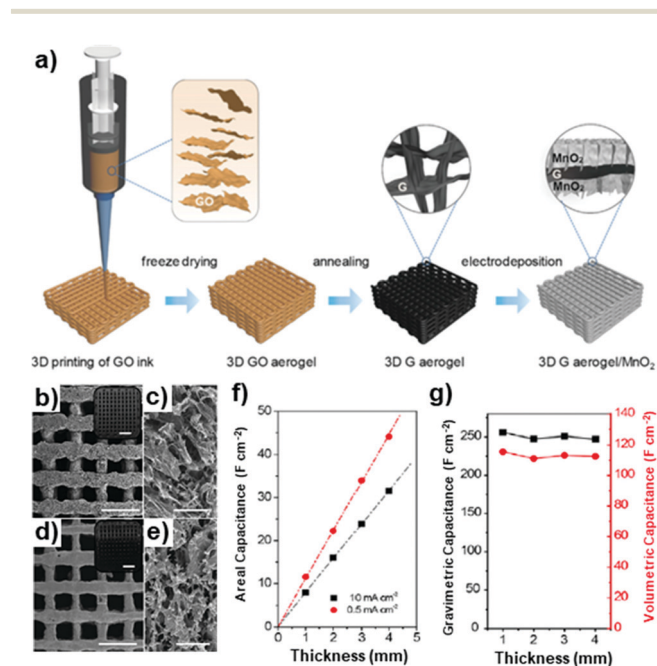 a)
GO
G
MnO₂
G
MnO₂
freeze drying
annealing
electrodeposition
3D printing of GO ink
3D GO aerogel
3D G aerogel
3D G aerogel/MnO₂
b)
c)
d)
e)
f)
50
40
30
20
10
0
Areal Capacitance (F cm⁻²)
10 mA cm⁻²
0.5 mA cm⁻²
0 1 2 3 4 5
Thickness (mm)
g)
250
200
150
100
50
0
Gravimetric Capacitance (F cm⁻²)
140
120
100
80
60
40
20
0
Volumetric Capacitance (F cm⁻²)
1 2 3 4
Thickness (mm)